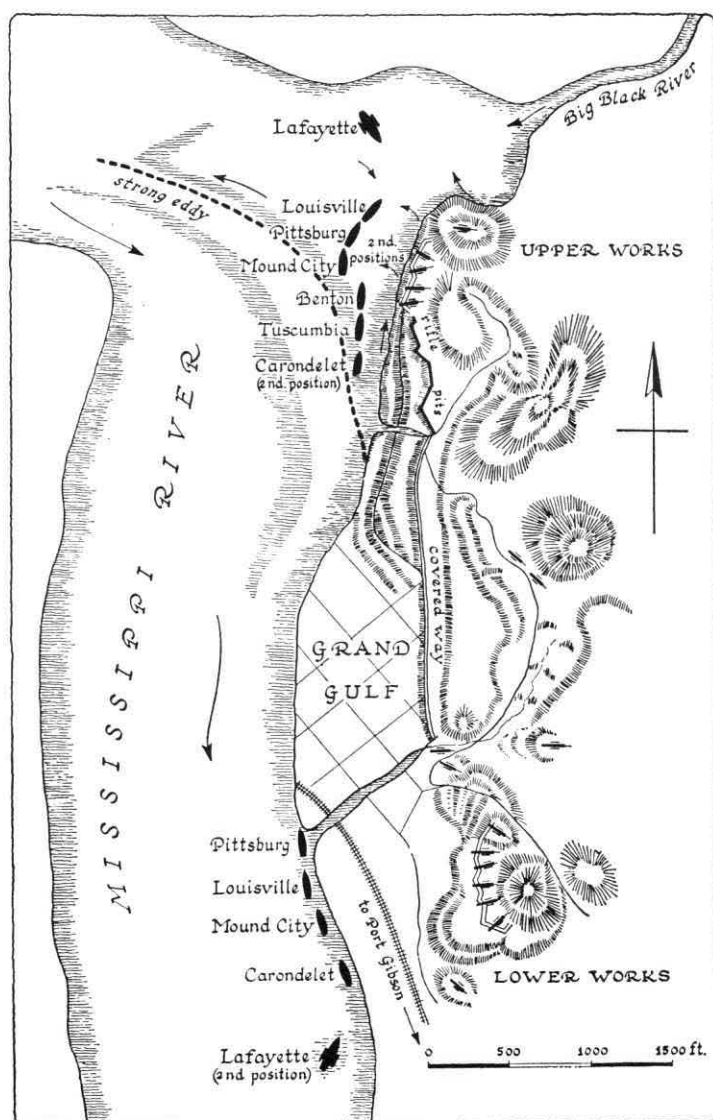 Big Black River
Lafayette
strong eddy
Louisville
Pittsburg
2nd.
positions
Mound City
UPPER WORKS
Benton
Tuscumbia
Carondelet
(2nd. position)
rifle
pits
MISSISSIPPI RIVER
covered way
GRAND
GULF
Pittsburg
Louisville
Mound City
Carondelet
to Port Gibson
LOWER WORKS
Lafayette
(2nd position)
0 500 1000 1500 ft.